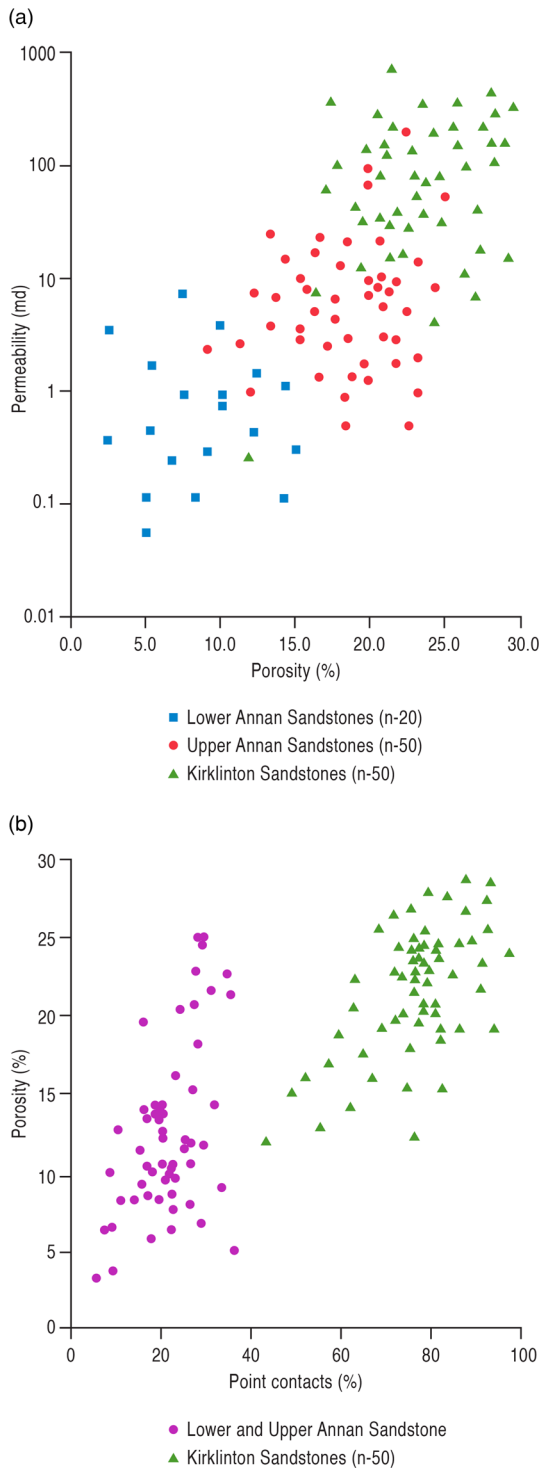 (a)
1000
100
10
1
0.1
0.01
Permeability (md)
0.0 5.0 10.0 15.0 20.0 25.0 30.0
Porosity (%)
Lower Annan Sandstones (n-20)
Upper Annan Sandstones (n-50)
Kirklinton Sandstones (n-50)
(b)
30
25
20
15
10
5
0
Porosity (%)
0 20 40 60 80 100
Point contacts (%)
Lower and Upper Annan Sandstone
Kirklinton Sandstones (n-50)